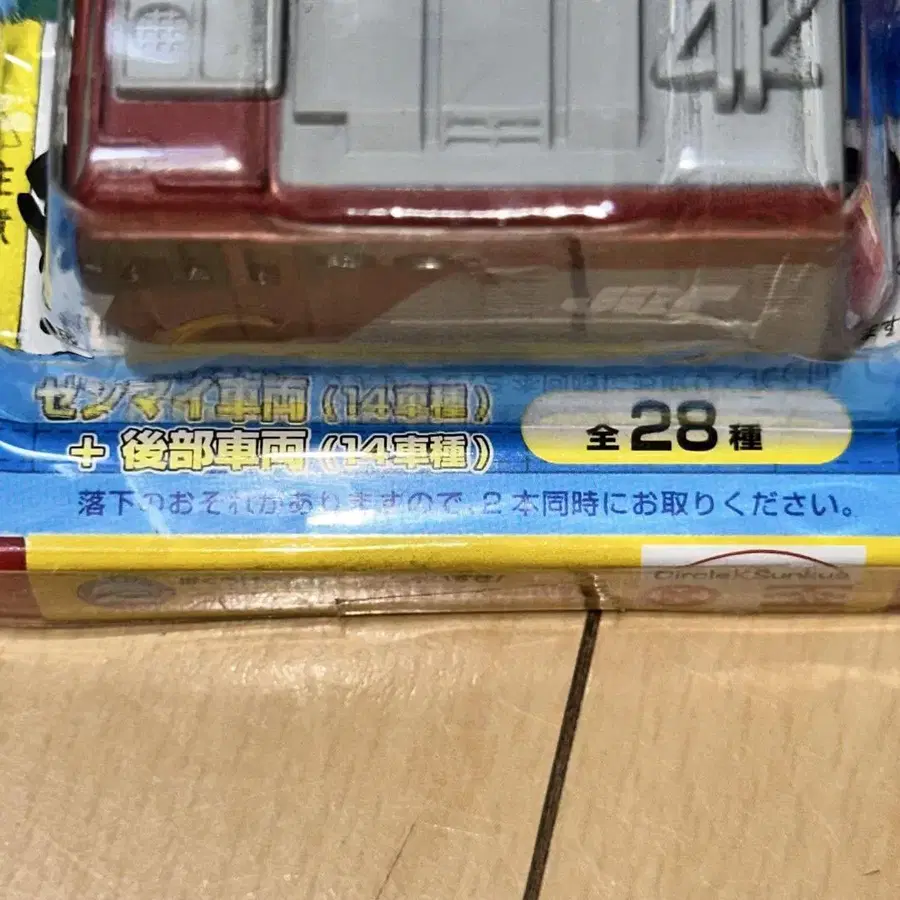 ゼンマイ車両(14車種)
+ 後部車両(14車種)
全28種
落下のおそれがありますので、2本同時にお取りください。
CircleKSunkus